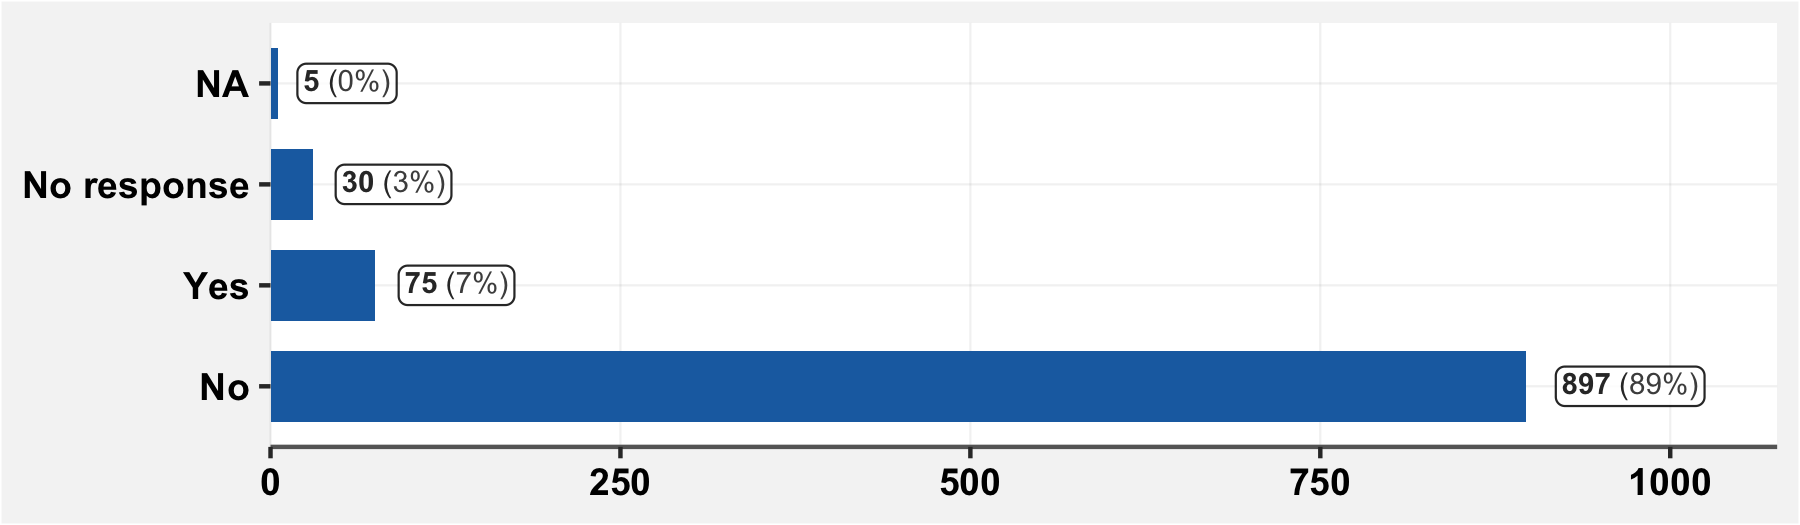 NA
5 (0%)
No response
30 (3%)
Yes
75 (7%)
No
897 (89%)
0 250 500 750 1000